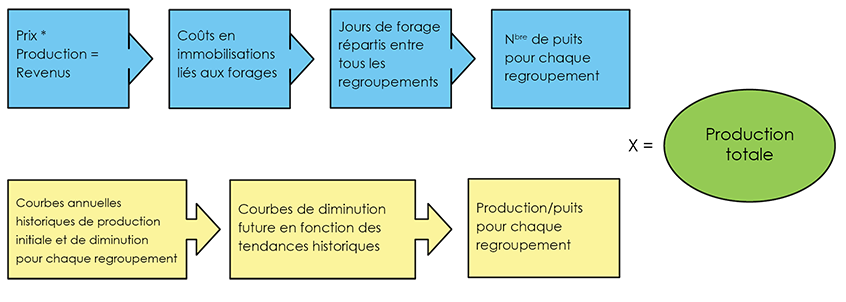 Prix *
Production =
Revenus
Coûts en
immobilisations
liés aux forages
Jours de forage
répartis entre
tous les
regroupements
Nbre de puits
pour chaque
regroupement
X =
Production
totale
Courbes annuelles
historiques de production
initiale et de diminution
pour chaque regroupement
Courbes de diminution
future en fonction des
tendances historiques
Production/puits
pour chaque
regroupement